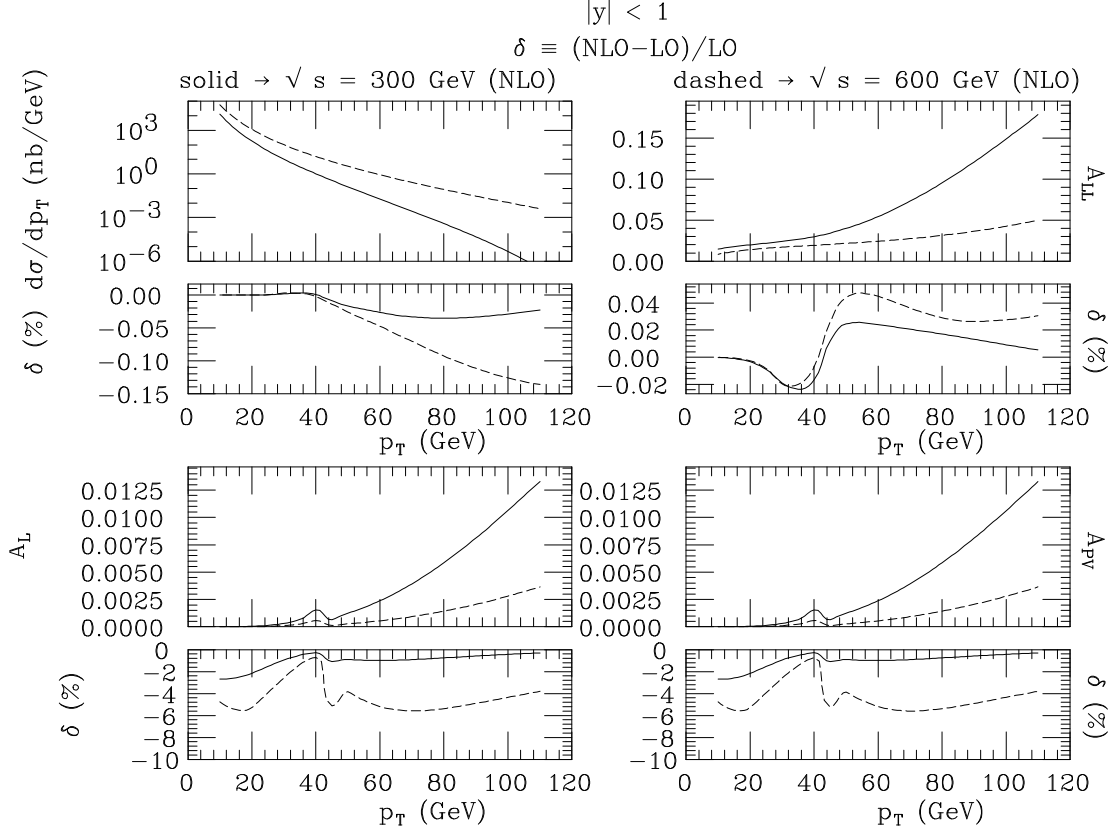 |y| < 1
δ ≡ (NLO−LO)/LO
solid → √ s = 300 GeV (NLO)
dashed → √ s = 600 GeV (NLO)
dσ/dp_T (nb/GeV)
10^3
10^0
10^−3
10^−6
δ (%)
0.00
−0.05
−0.10
−0.15
0 20 40 60 80 100 120
p_T (GeV)
A_LL
0.15
0.10
0.05
0.00
δ (%)
0.04
0.02
0.00
−0.02
0 20 40 60 80 100 120
p_T (GeV)
A_L
0.0125
0.0100
0.0075
0.0050
0.0025
0.0000
δ (%)
0
−2
−4
−6
−8
−10
0 20 40 60 80 100 120
p_T (GeV)
A_PV
0.0125
0.0100
0.0075
0.0050
0.0025
0.0000
δ (%)
0
−2
−4
−6
−8
−10
0 20 40 60 80 100 120
p_T (GeV)